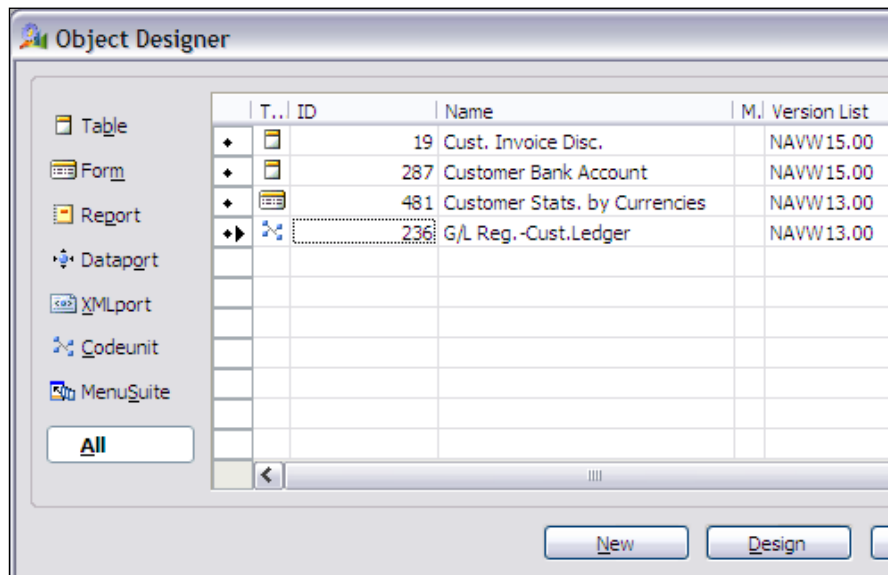 Object Designer
T.. ID Name M. Version List
Table
19 Cust. Invoice Disc. NAVW15.00
287 Customer Bank Account NAVW15.00
Form
481 Customer Stats. by Currencies NAVW13.00
Report
236 G/L Reg.-Cust.Ledger NAVW13.00
Dataport
XMLport
Codeunit
MenuSuite
All
New Design